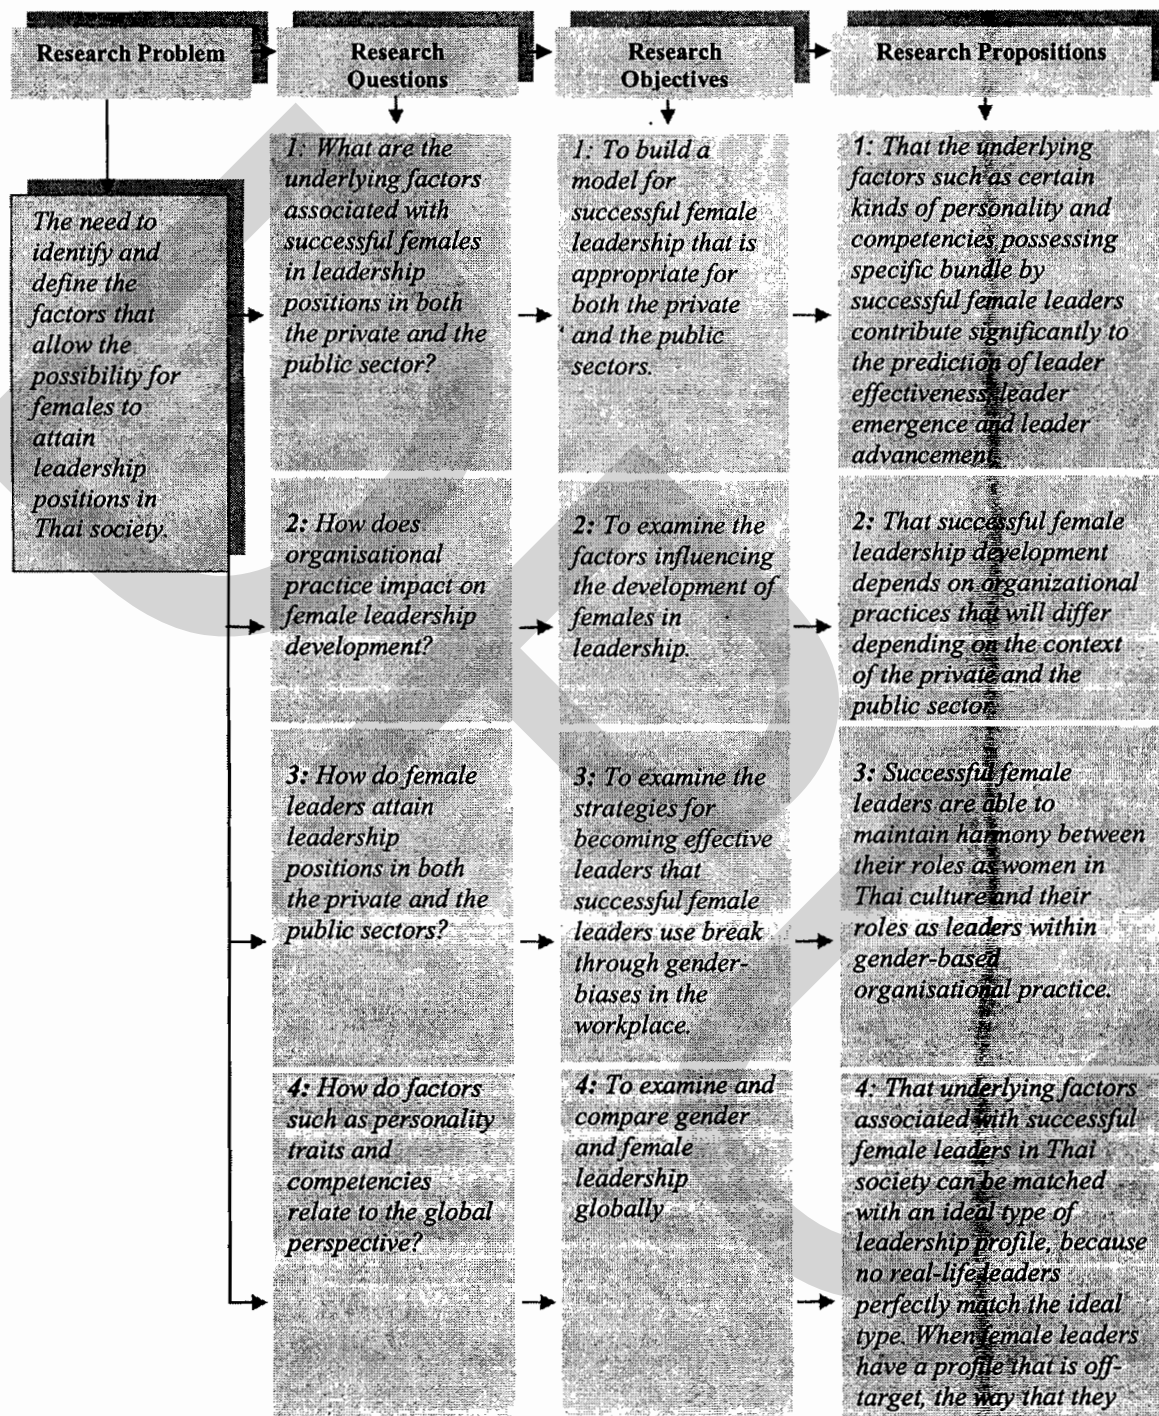 Research Problem
Research
Questions
Research
Objectives
Research Propositions
The need to
identify and
define the
factors that
allow the
possibility for
females to
attain
leadership
positions in
Thai society.
1: What are the
underlying factors
associated with
successful females
in leadership
positions in both
the private and the
public sector?
1: To build a
model for
successful female
leadership that is
appropriate for
both the private
and the public
sectors.
1: That the underlying
factors such as certain
kinds of personality and
competencies possessing
specific bundle by
successful female leaders
contribute significantly to
the prediction of leader
effectiveness, leader
emergence and leader
advancement
2: How does
organisational
practice impact on
female leadership
development?
2: To examine the
factors influencing
the development of
females in
leadership.
2: That successful female
leadership development
depends on organizational
practices that will differ
depending on the context
of the private and the
public sector.
3: How do female
leaders attain
leadership
positions in both
the private and the
public sectors?
3: To examine the
strategies for
becoming effective
leaders that
successful female
leaders use break
through gender-
biases in the
workplace.
3: Successful female
leaders are able to
maintain harmony between
their roles as women in
Thai culture and their
roles as leaders within
gender-based
organisational practice.
4: How do factors
such as personality
traits and
competencies
relate to the global
perspective?
4: To examine and
compare gender
and female
leadership
globally
4: That underlying factors
associated with successful
female leaders in Thai
society can be matched
with an ideal type of
leadership profile, because
no real-life leaders
perfectly match the ideal
type. When female leaders
have a profile that is off-
target, the way that they